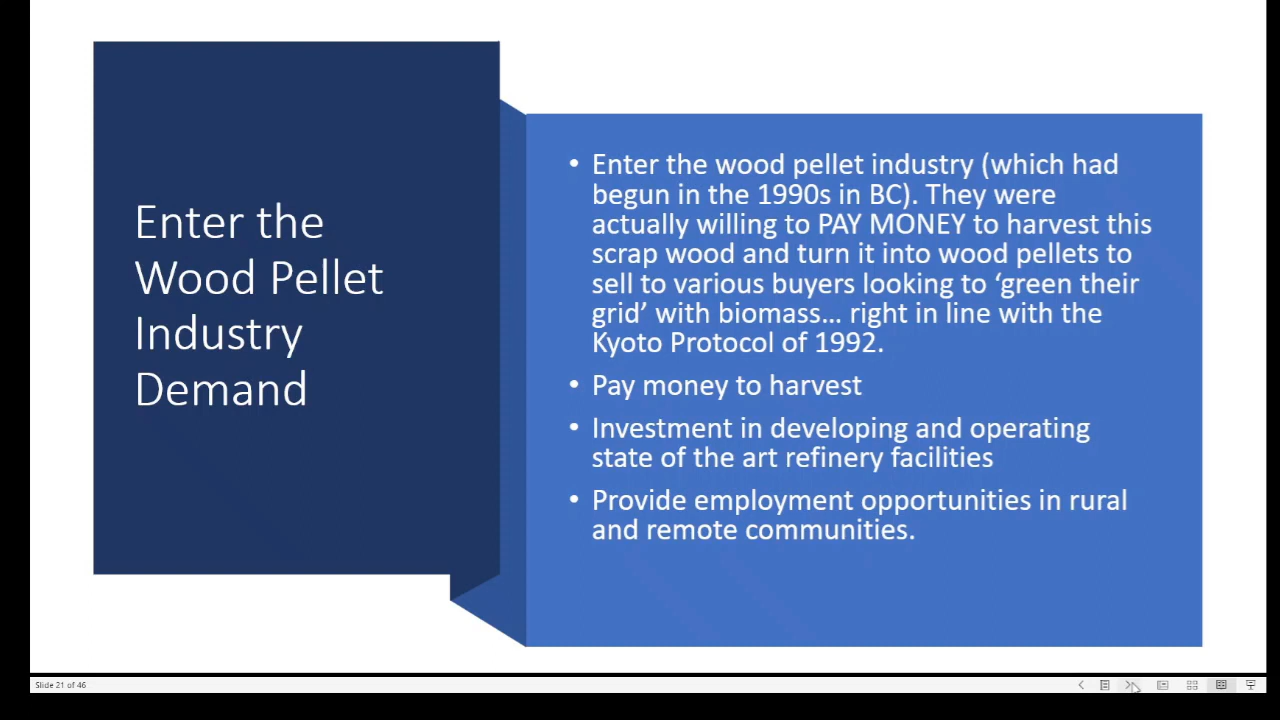 Enter the
Wood Pellet
Industry
Demand
• Enter the wood pellet industry (which had
begun in the 1990s in BC). They were
actually willing to PAY MONEY to harvest this
scrap wood and turn it into wood pellets to
sell to various buyers looking to ‘green their
grid’ with biomass... right in line with the
Kyoto Protocol of 1992.
• Pay money to harvest
• Investment in developing and operating
state of the art refinery facilities
• Provide employment opportunities in rural
and remote communities.
Slide 21 of 46